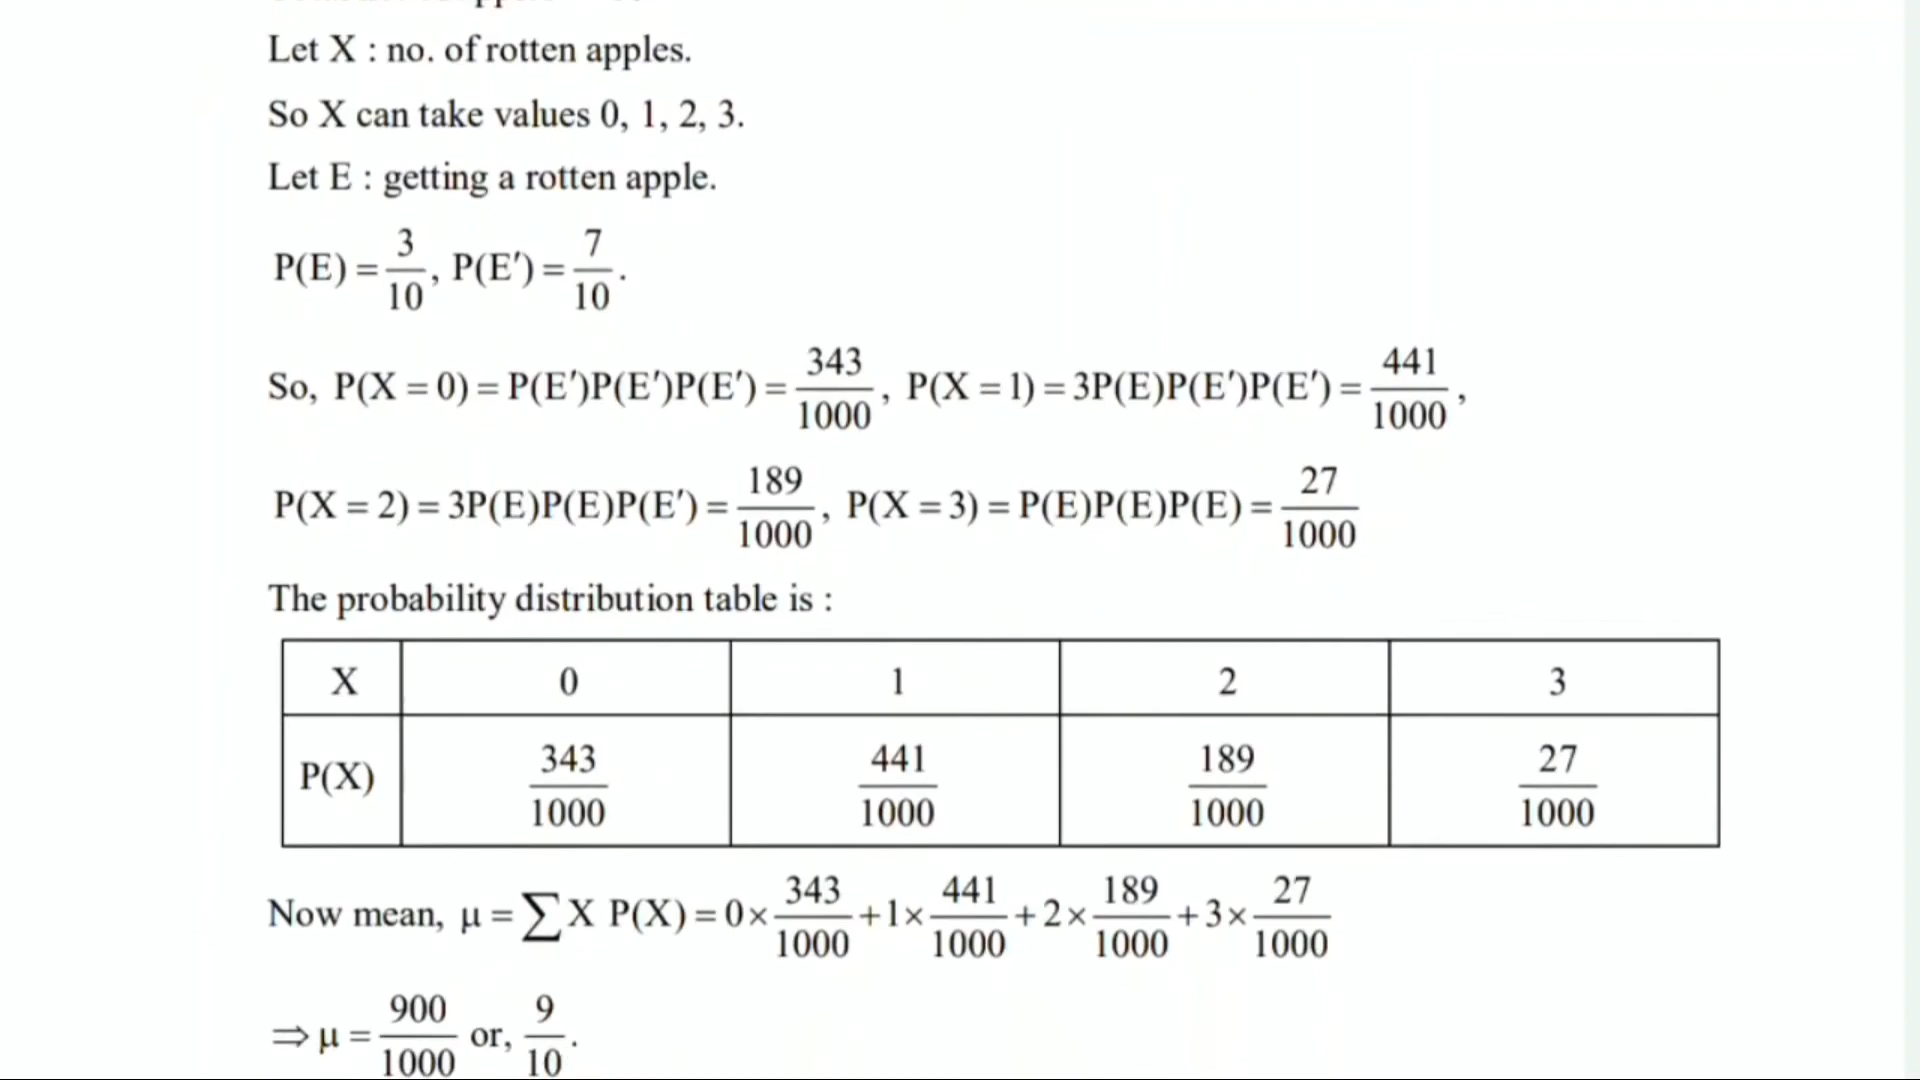 Let X : no. of rotten apples.
So X can take values 0, 1, 2, 3.
Let E : getting a rotten apple.
P(E) = 3/10, P(E′) = 7/10.
So, P(X = 0) = P(E′)P(E′)P(E′) = 343/1000, P(X = 1) = 3P(E)P(E′)P(E′) = 441/1000,
P(X = 2) = 3P(E)P(E)P(E′) = 189/1000, P(X = 3) = P(E)P(E)P(E) = 27/1000
The probability distribution table is :
X 0 1 2 3
P(X) 343/1000 441/1000 189/1000 27/1000
Now mean, μ = ∑X P(X) = 0× 343/1000 +1× 441/1000 +2× 189/1000 +3× 27/1000
⇒ μ = 900/1000 or, 9/10.